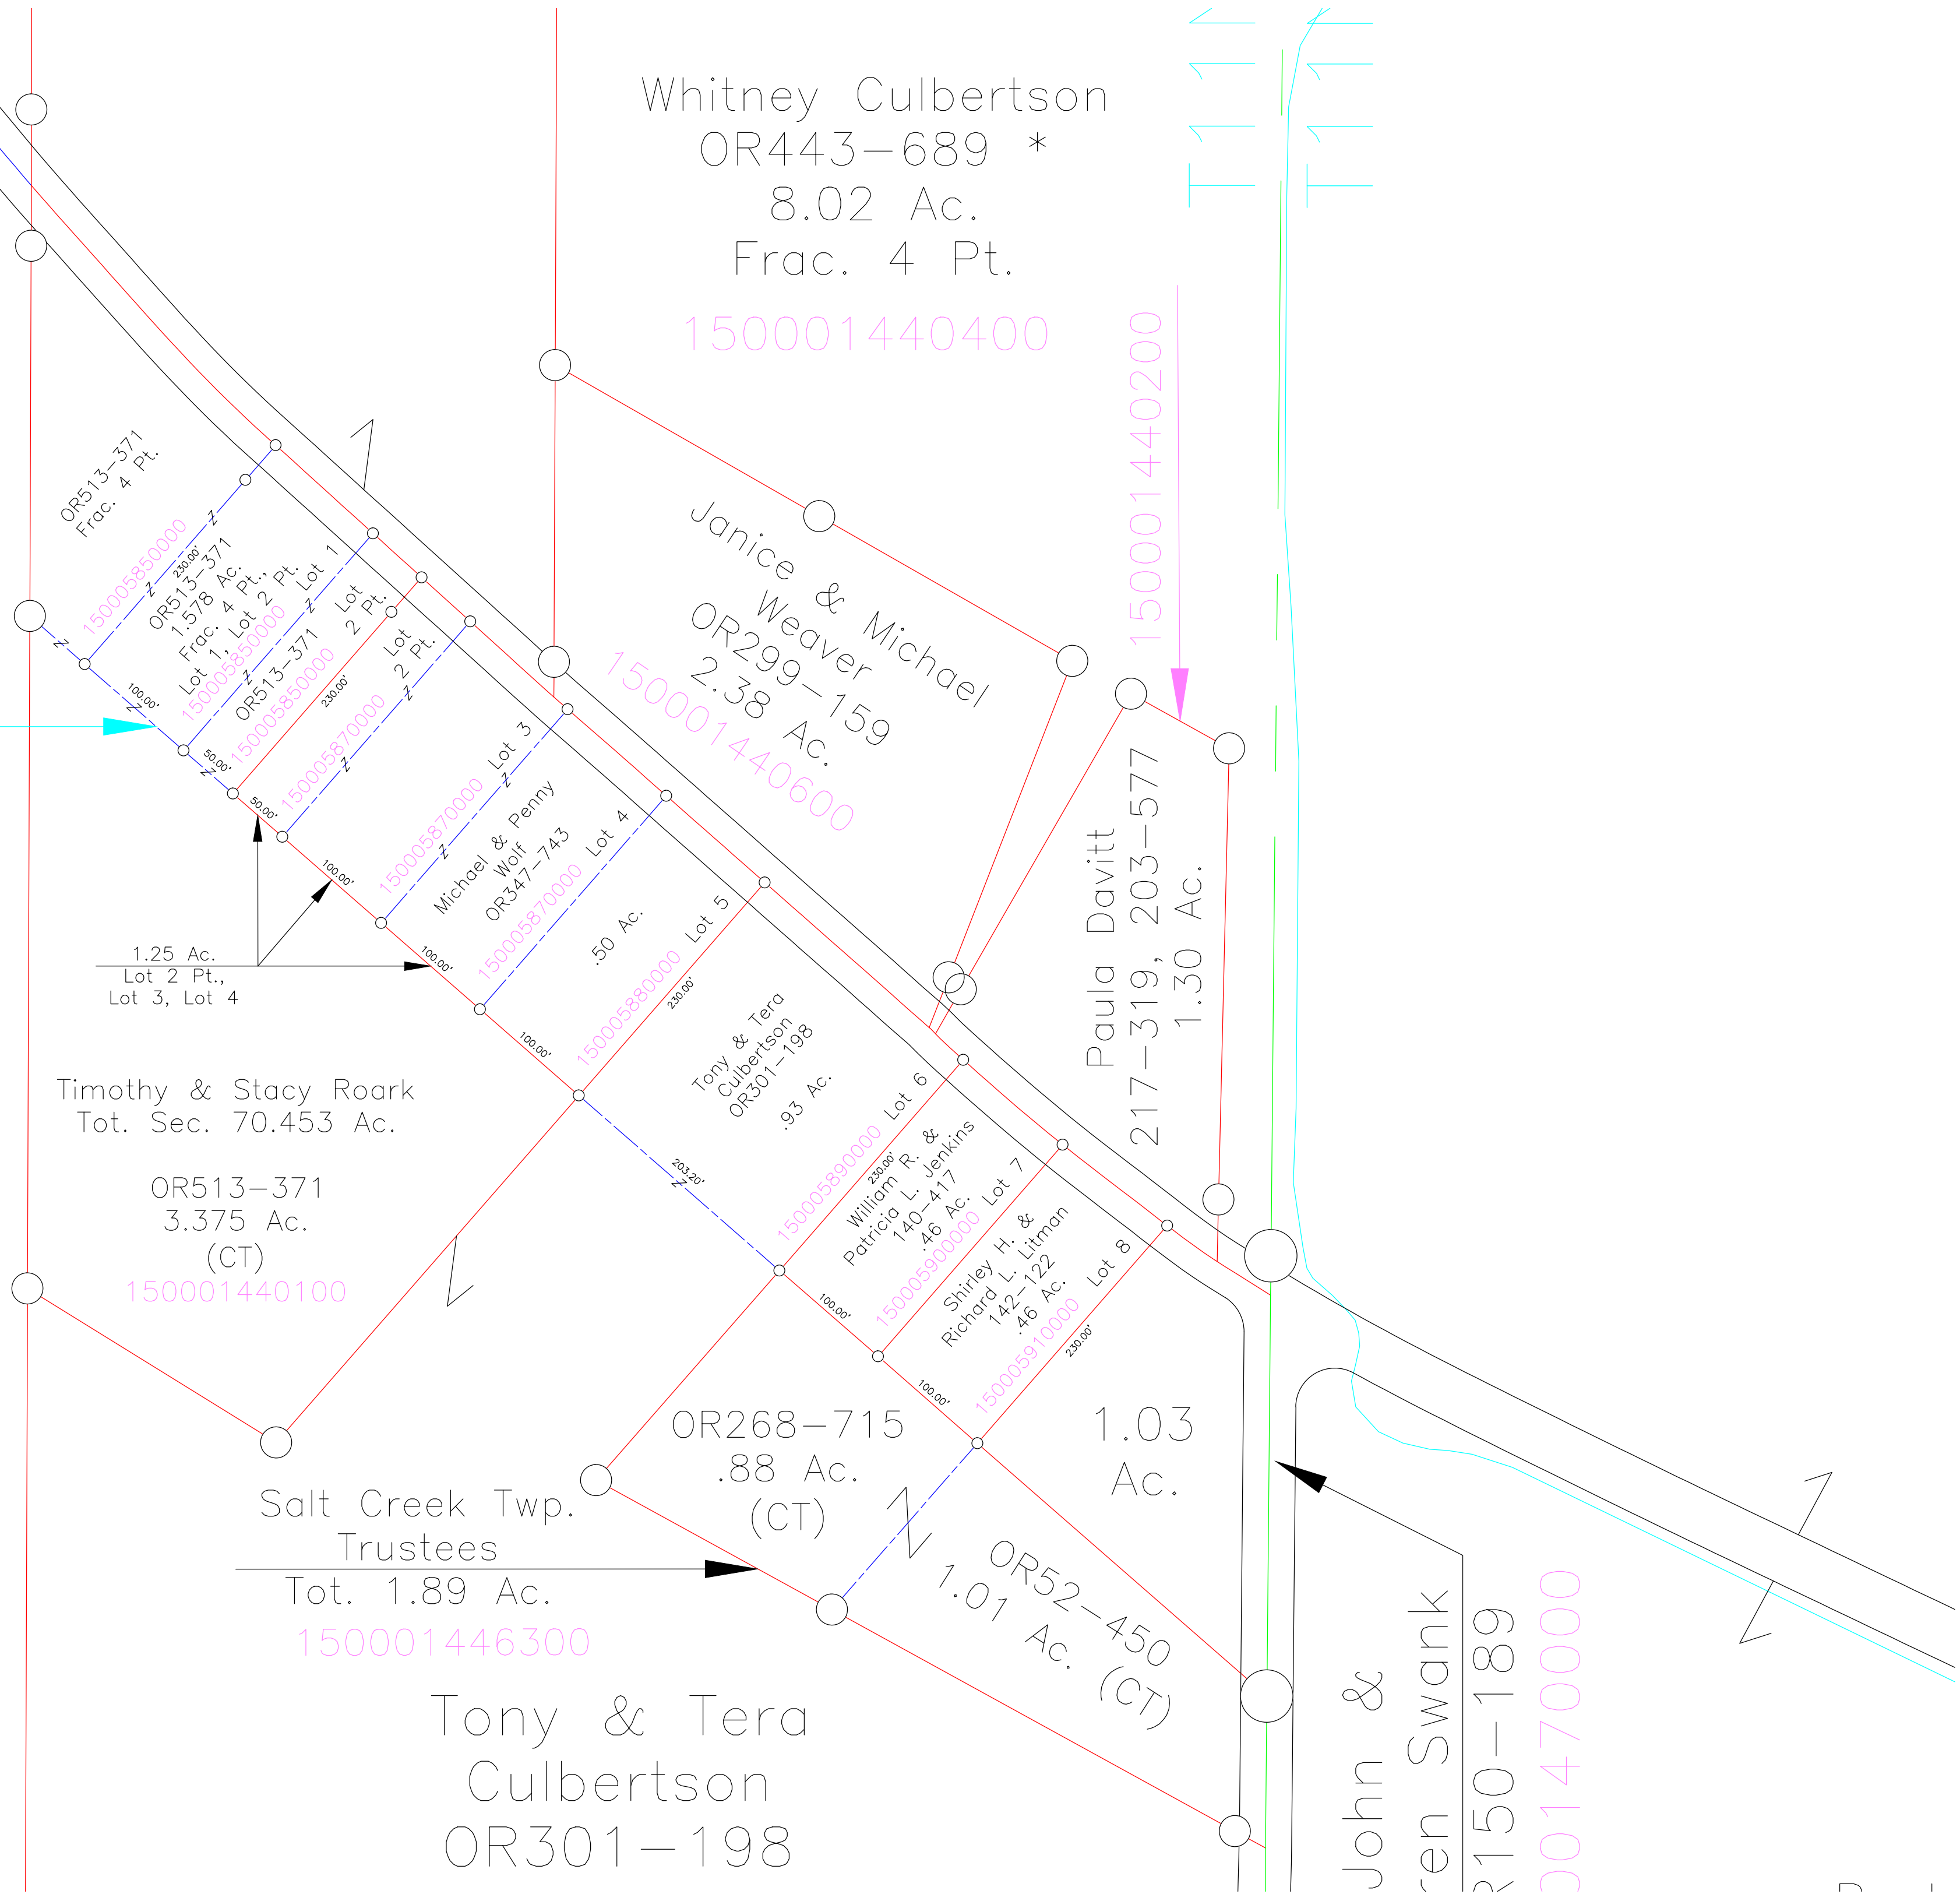 Whitney Culbertson
OR443-689 *
8.02 Ac.
Frac. 4 Pt.
150001440400
150001440200
OR513-371
Frac. 4 Pt.
150005850000
230.00'
OR513-371
1.578 Ac.
Frac. 4 Pt.,
Lot 1, Lot 2 Pt.
150005850000
Lot 1
100.00'
OR513-371
Lot
2 Pt.
150005850000
230.00'
50.00'
Lot
2 Pt.
150005870000
50.00'
150005870000 Lot 3
100.00'
Michael & Penny
Wolf
OR347-743
150005870000 Lot 4
100.00'
.50 Ac.
150005880000 Lot 5
230.00'
100.00'
Janice & Michael
Weaver
OR299-159
2.38 Ac.
150001440600
Paula Davitt
217-319, 203-577
1.30 Ac.
1.25 Ac.
Lot 2 Pt.,
Lot 3, Lot 4
Tony & Tera
Culbertson
OR301-198
.93 Ac.
150005890000 Lot 6
230.00'
203.20'
William R. &
Patricia L. Jenkins
140-417
.46 Ac.
150005900000 Lot 7
100.00'
Shirley H. &
Richard L. Litman
142-122
.46 Ac.
150005910000 Lot 8
230.00'
100.00'
Timothy & Stacy Roark
Tot. Sec. 70.453 Ac.
OR513-371
3.375 Ac.
(CT)
150001440100
OR268-715
.88 Ac.
(CT)
1.03
Ac.
OR52-450
1.01 Ac. (CT)
Salt Creek Twp.
Trustees
Tot. 1.89 Ac.
150001446300
Tony & Tera
Culbertson
OR301-198
John &
ren Swank
R150-189
001470000